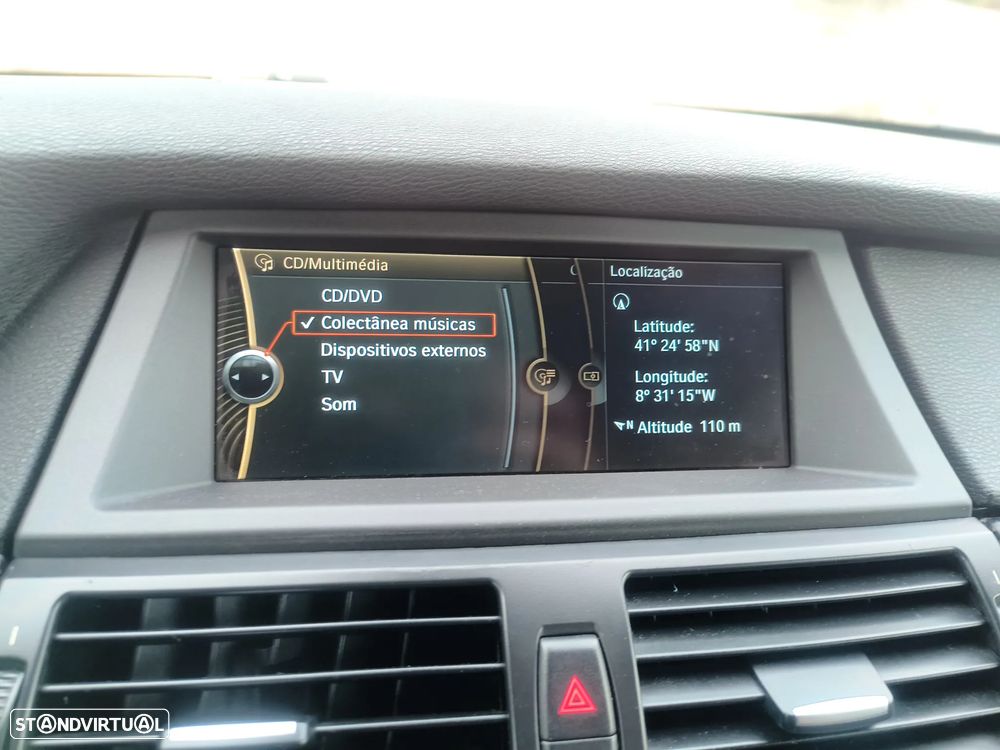 CD/Multimédia
CD/DVD
✓ Colectânea músicas
Dispositivos externos
TV
Som
Localização
Latitude:
41° 24' 58"N
Longitude:
8° 31' 15"W
N Altitude 110 m
STANDVIRTUAL